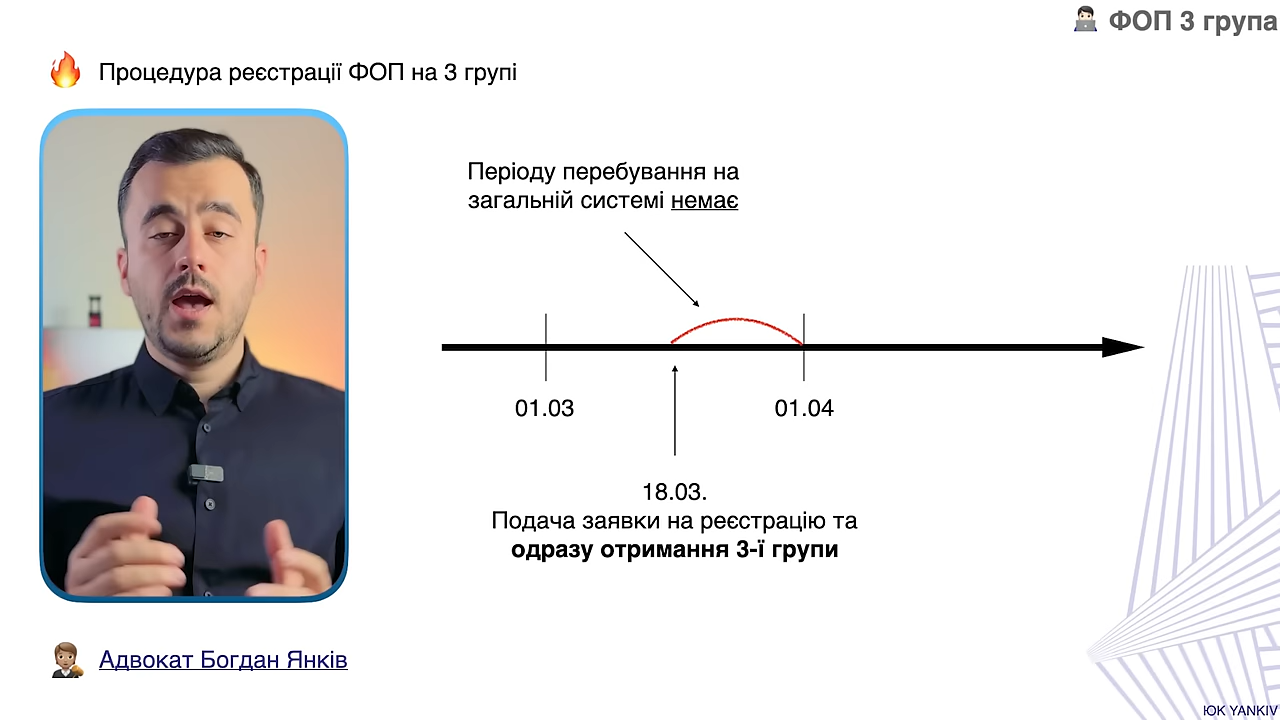 ФОП 3 група
Процедура реєстрації ФОП на 3 групі
Періоду перебування на
загальній системі немає
01.03
01.04
18.03.
Подача заявки на реєстрацію та
одразу отримання 3-ї групи
Адвокат Богдан Янків
ЮК YANKIV